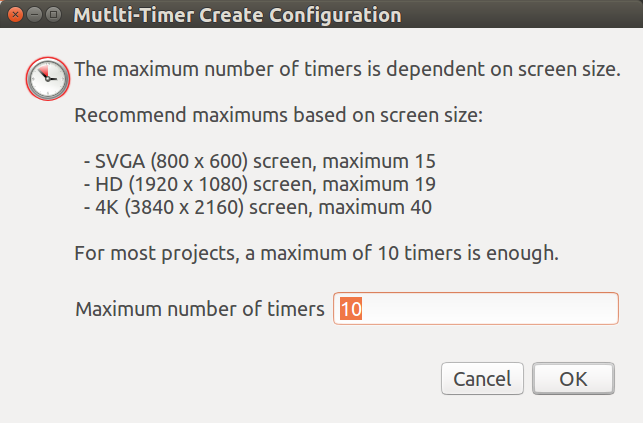 Mutlti-Timer Create Configuration
The maximum number of timers is dependent on screen size.
Recommend maximums based on screen size:
- SVGA (800 x 600) screen, maximum 15
- HD (1920 x 1080) screen, maximum 19
- 4K (3840 x 2160) screen, maximum 40
For most projects, a maximum of 10 timers is enough.
Maximum number of timers 10
Cancel OK